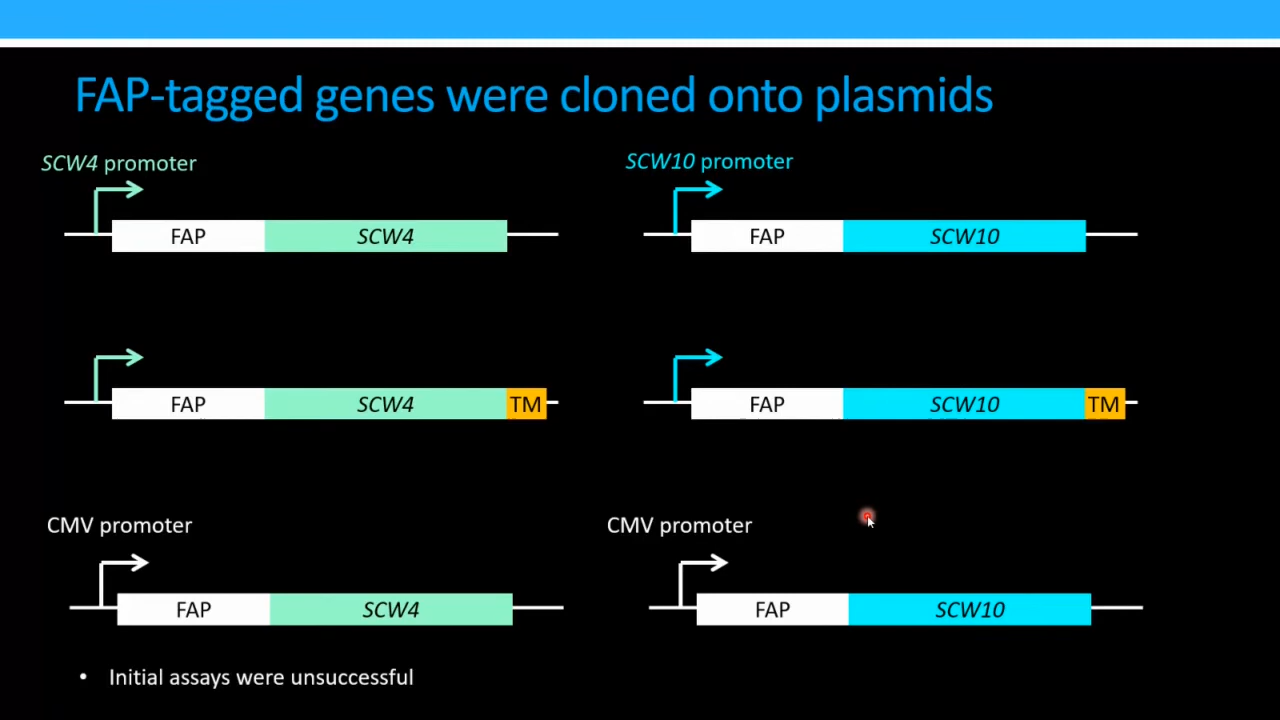 FAP-tagged genes were cloned onto plasmids
SCW4 promoter
SCW10 promoter
FAP SCW4
FAP SCW10
FAP SCW4 TM
FAP SCW10 TM
CMV promoter
CMV promoter
FAP SCW4
FAP SCW10
• Initial assays were unsuccessful